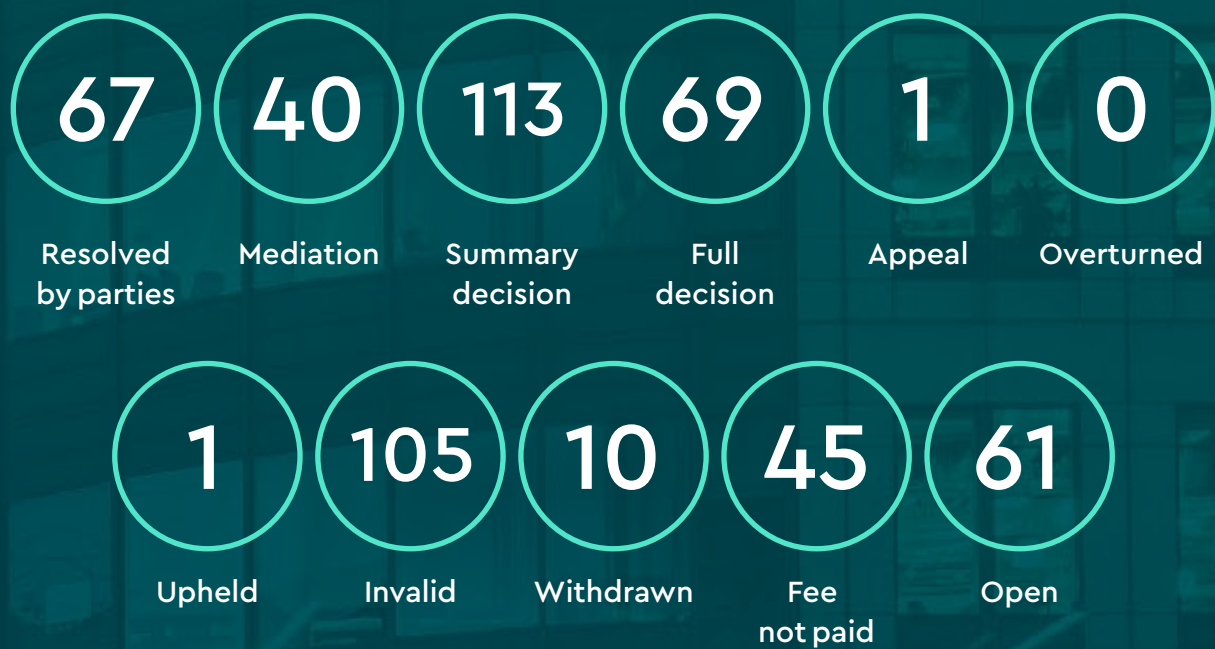 67 40 113 69 1 0
Resolved Mediation Summary Full Appeal Overturned
by parties decision decision
1 105 10 45 61
Upheld Invalid Withdrawn Fee Open
not paid